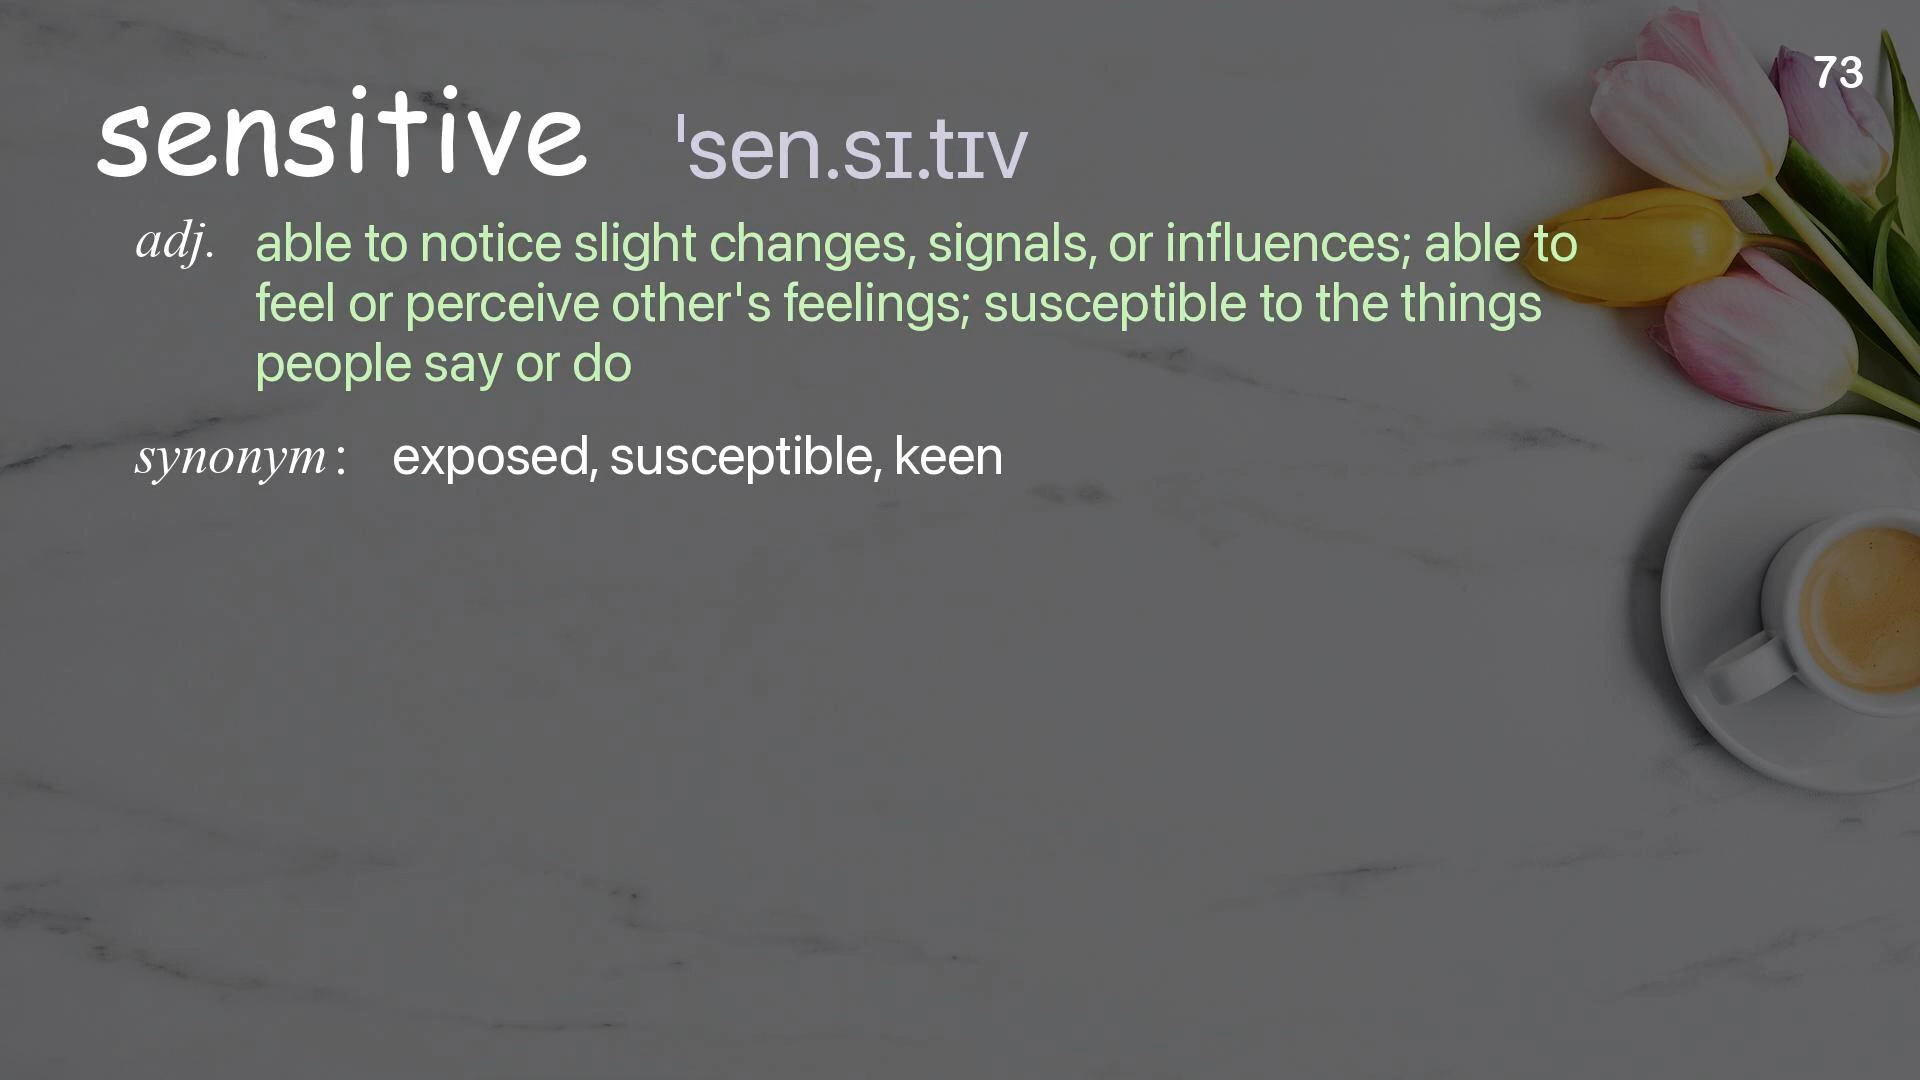 73
sensitive ˈsen.sɪ.tɪv
adj. able to notice slight changes, signals, or influences; able to
feel or perceive other's feelings; susceptible to the things
people say or do
synonym : exposed, susceptible, keen